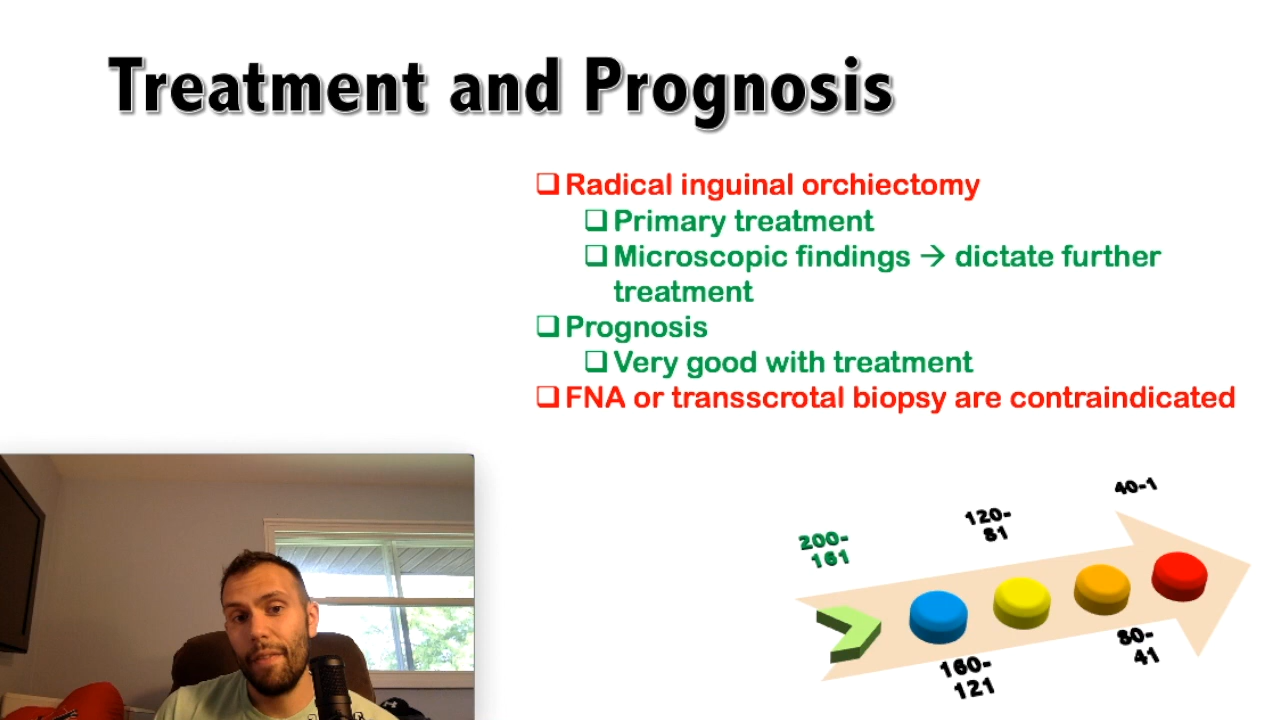 Treatment and Prognosis
❑ Radical inguinal orchiectomy
❑ Primary treatment
❑ Microscopic findings → dictate further
treatment
❑ Prognosis
❑ Very good with treatment
❑ FNA or transscrotal biopsy are contraindicated
200-
161
160-
121
120-
81
80-
41
40-1